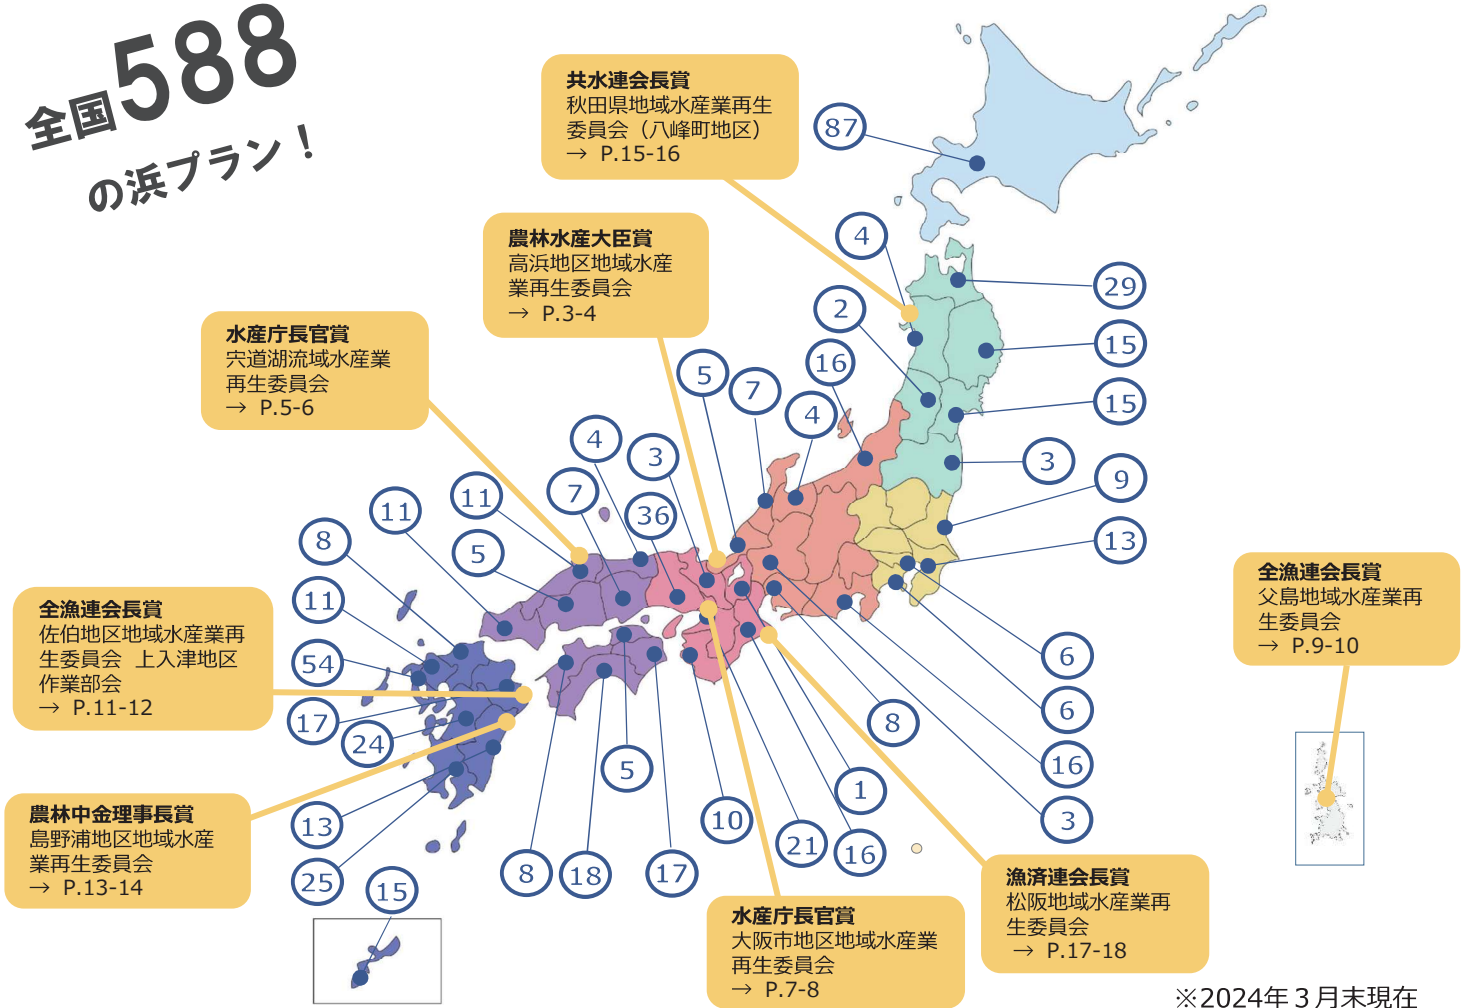 全国588
の浜プラン！
共水連会長賞
秋田県地域水産業再生
委員会（八峰町地区）
→ P.15-16
農林水産大臣賞
高浜地区地域水産
業再生委員会
→ P.3-4
水産庁長官賞
宍道湖流域水産業
再生委員会
→ P.5-6
全漁連会長賞
佐伯地区地域水産業再
生委員会 上入津地区
作業部会
→ P.11-12
農林中金理事長賞
島野浦地区地域水産
業再生委員会
→ P.13-14
水産庁長官賞
大阪市地区地域水産業
再生委員会
→ P.7-8
漁済連会長賞
松阪地域水産業再
生委員会
→ P.17-18
全漁連会長賞
父島地域水産業再
生委員会
→ P.9-10
87
4
29
2
15
16
5
7
4
15
4
3
3
9
11
7
36
11
13
8
5
11
54
6
17
24
8
6
5
16
1
13
10
3
21
16
25
8
18
17
15
※2024年３月末現在